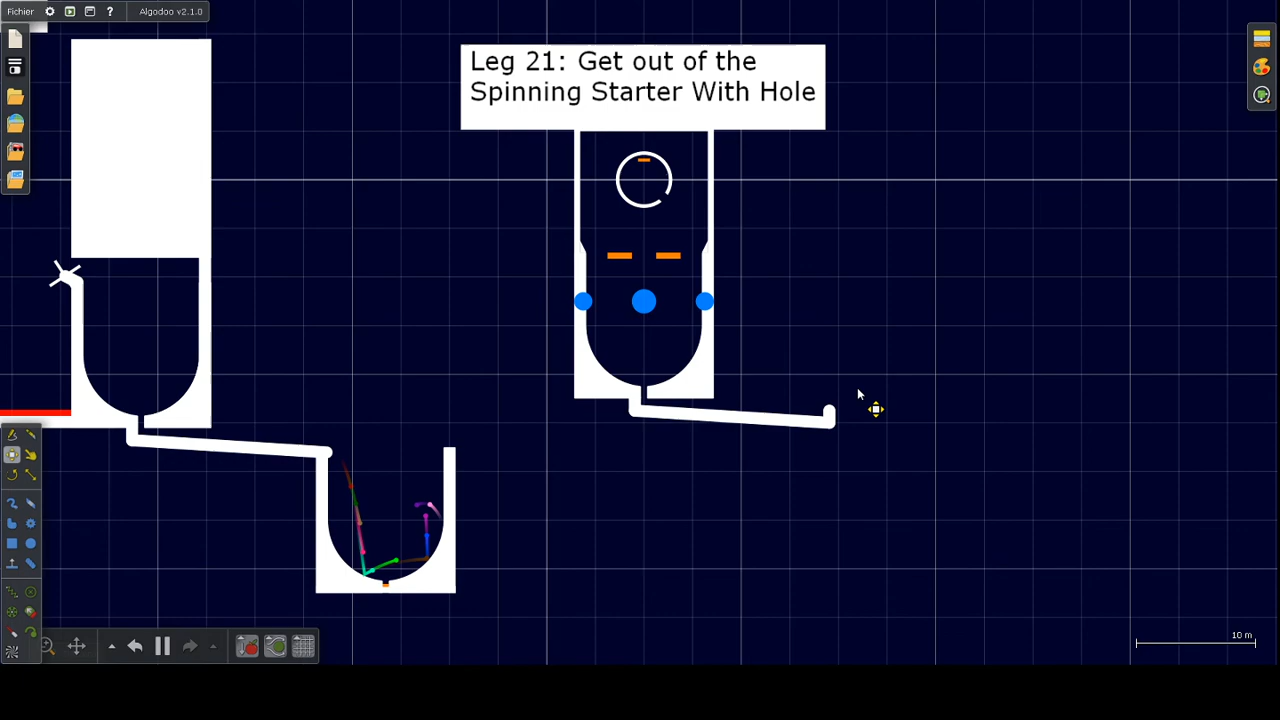 Fichier
?
Algodoo v2.1.0
Leg 21: Get out of the
Spinning Starter With Hole
10 m